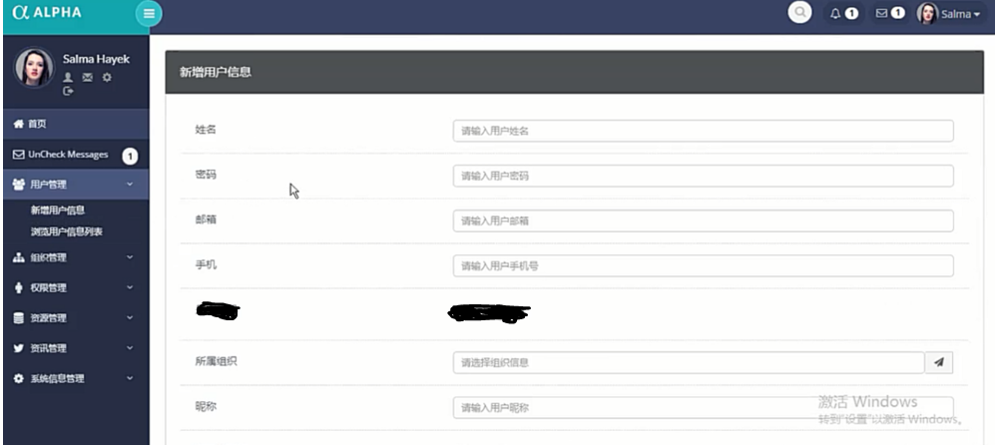 α ALPHA
1
1
Salma
Salma Hayek
首页
UnCheck Messages
1
用户管理
新增用户信息
浏览用户信息列表
组织管理
权限管理
资源管理
资讯管理
系统信息管理
新增用户信息
姓名
请输入用户姓名
密码
请输入用户密码
邮箱
请输入用户邮箱
手机
请输入用户手机号
所属组织
请选择组织信息
昵称
请输入用户昵称
激活 Windows
转到"设置"以激活 Windows。